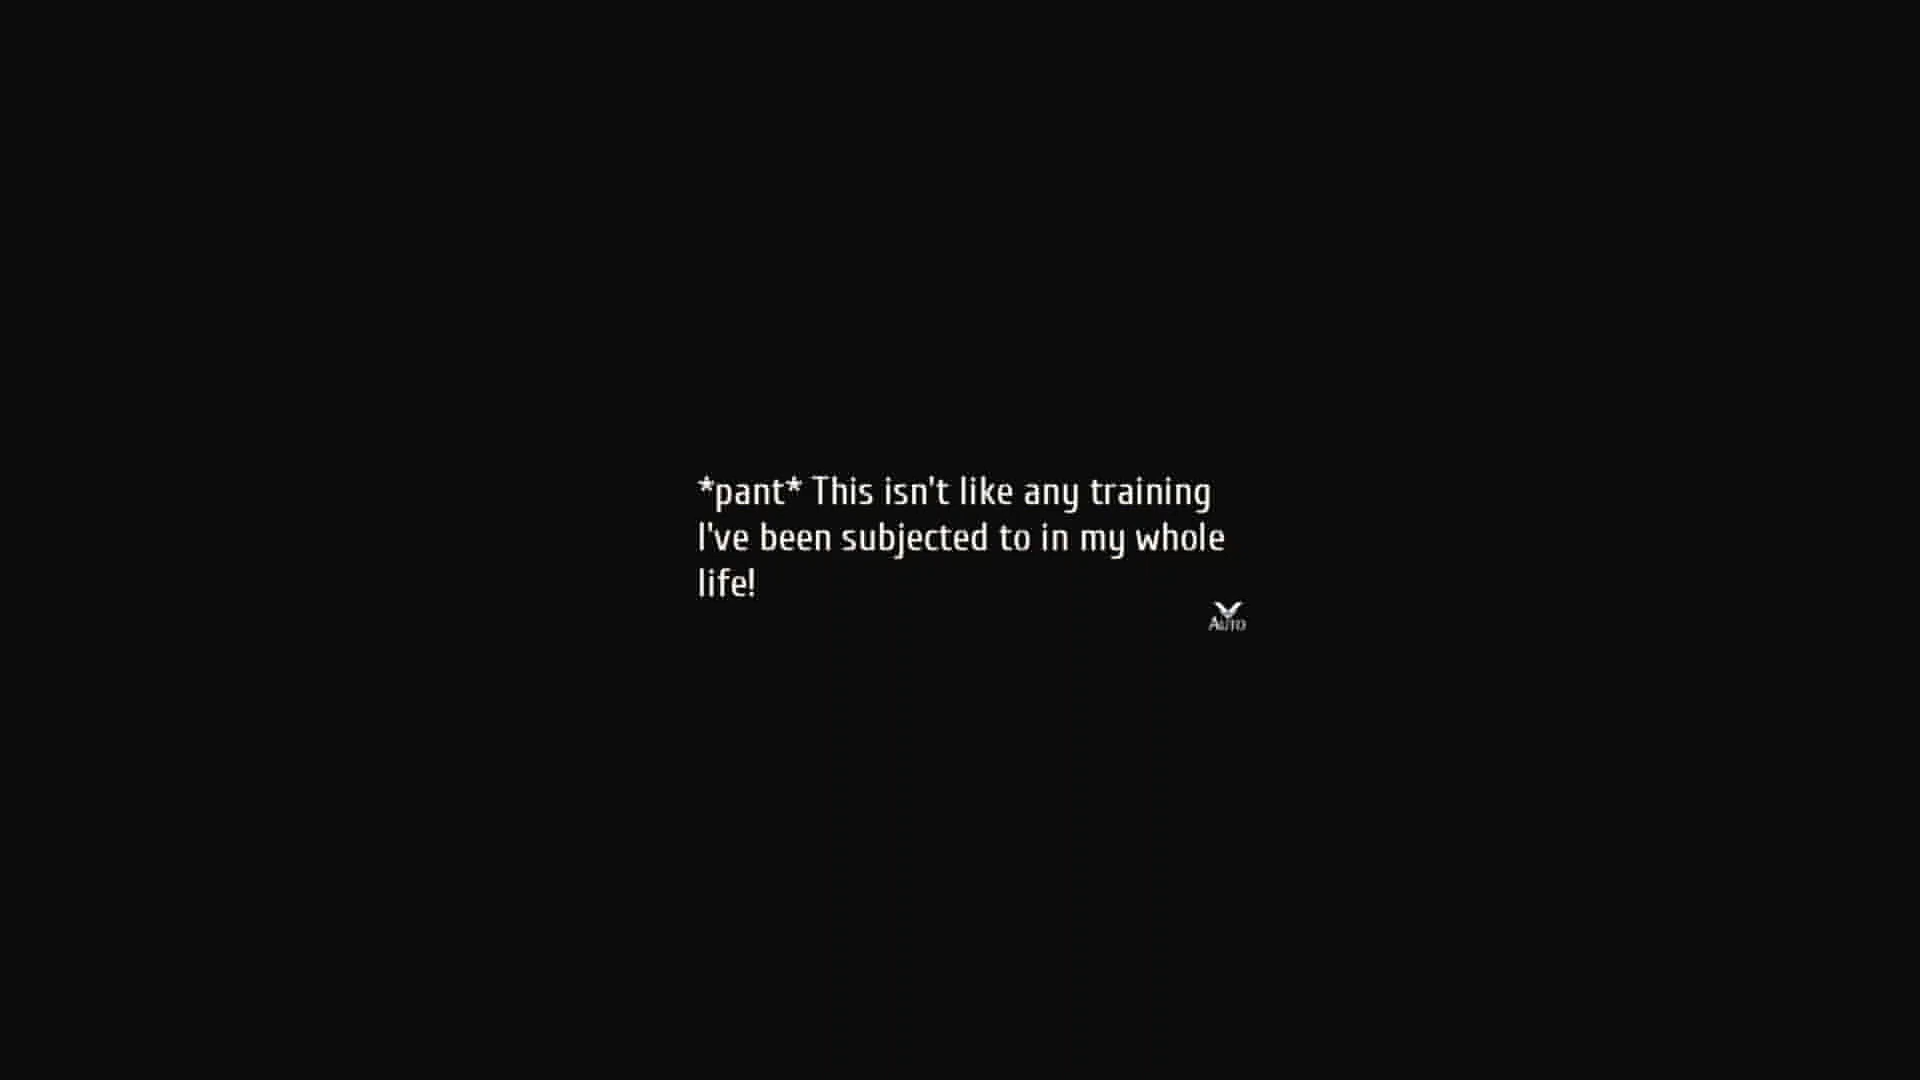 *pant* This isn't like any training
I've been subjected to in my whole
life!
AUTO